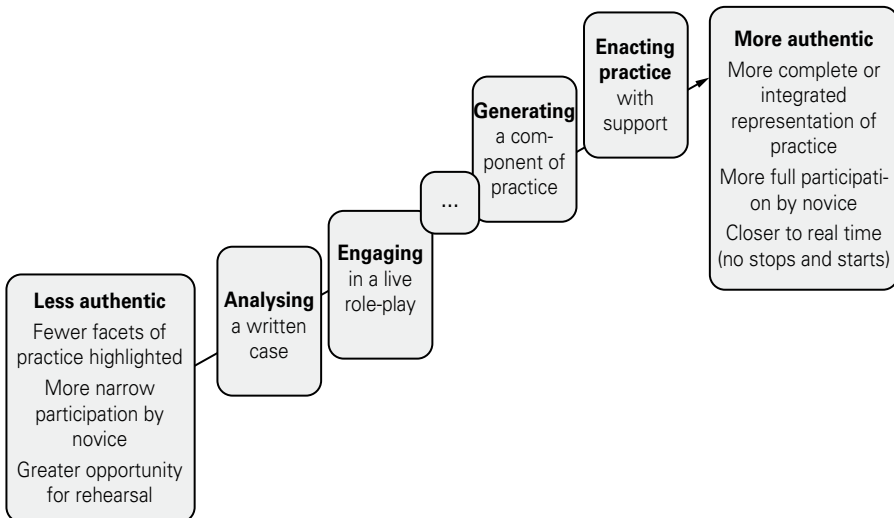 Less authentic
Fewer facets of
practice highlighted
More narrow
participation by
novice
Greater opportunity
for rehearsal
Analysing
a written
case
Engaging
in a live
role-play
...
Generating
a com-
ponent of
practice
Enacting
practice
with
support
More authentic
More complete or
integrated
representation of
practice
More full participati-
on by novice
Closer to real time
(no stops and starts)